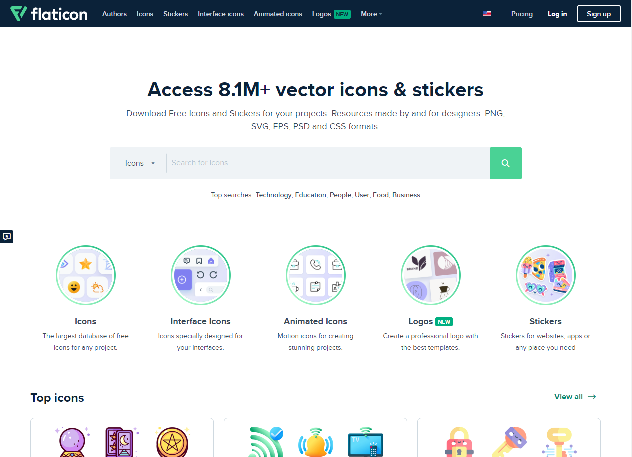 flaticon Authors Icons Stickers Interface icons Animated icons Logos NEW More Pricing Log in Sign up
Access 8.1M+ vector icons & stickers
Download Free Icons and Stickers for your projects. Resources made by and for designers. PNG,
SVG, EPS, PSD and CSS formats
Icons Search for icons
Top searches: Technology, Education, People, User, Food, Business
Icons
The largest database of free
icons for any project.
Interface Icons
Icons specially designed for
your interfaces.
Animated Icons
Motion icons for creating
stunning projects.
Logos NEW
Create a professional logo with
the best templates.
Stickers
Stickers for websites, apps or
any place you need
Top icons
View all →
TV